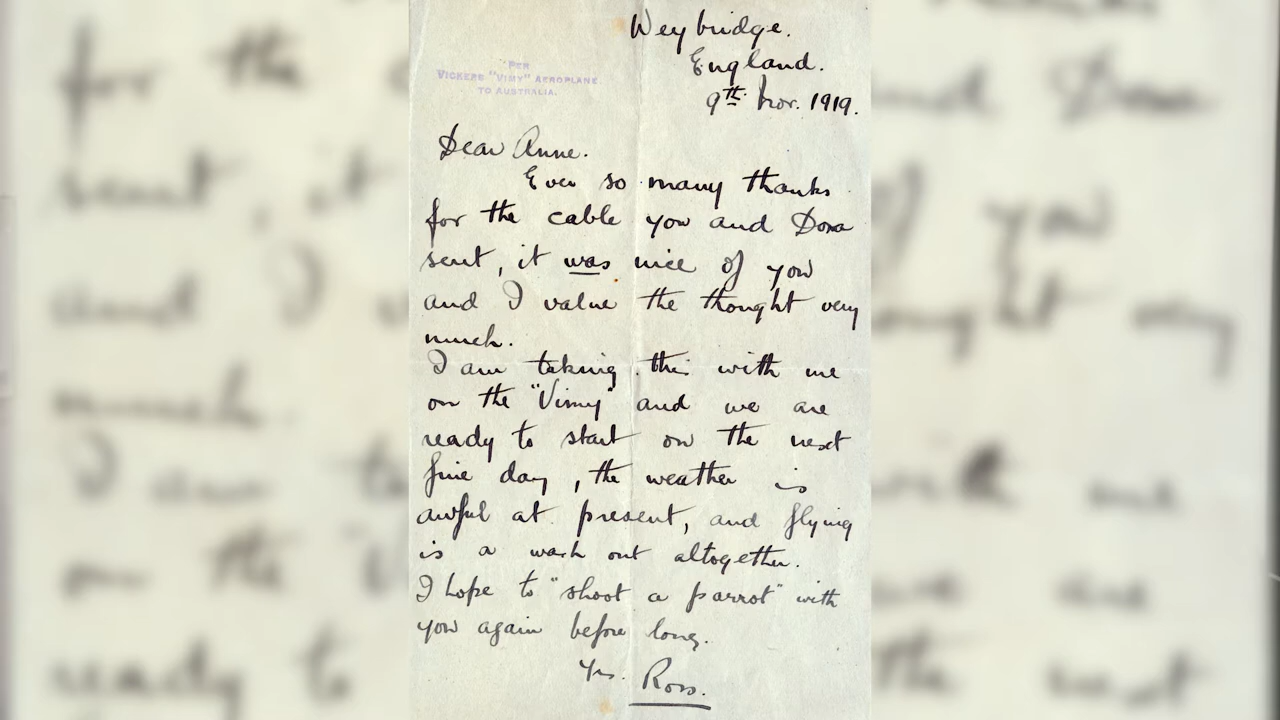 Weybridge.
England.
9th Nov. 1919.
PER
VICKERS "VIMY" AEROPLANE
TO AUSTRALIA.
Dear Anne.
Ever so many thanks
for the cable you and Dora
sent, it was nice of you
and I value the thought very
much.
I am taking this with me
on the "Vimy" and we are
ready to start on the next
fine day, the weather is
awful at present, and flying
is a wash out altogether.
I hope to "shoot a parrot" with
you again before long.
Yrs. Ross.